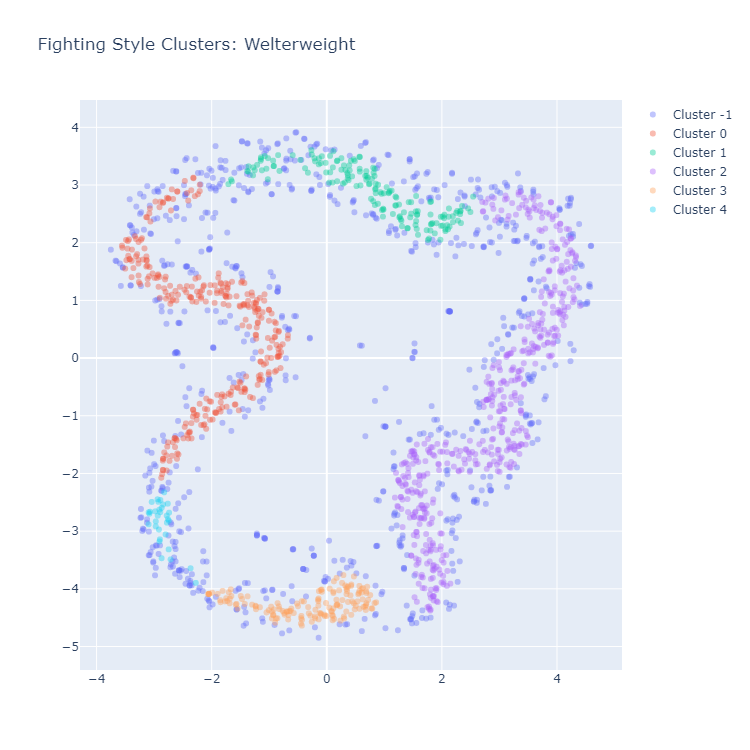 Fighting Style Clusters: Welterweight
Cluster -1
Cluster 0
Cluster 1
Cluster 2
Cluster 3
Cluster 4
4
3
2
1
0
−1
−2
−3
−4
−5
−4 −2 0 2 4